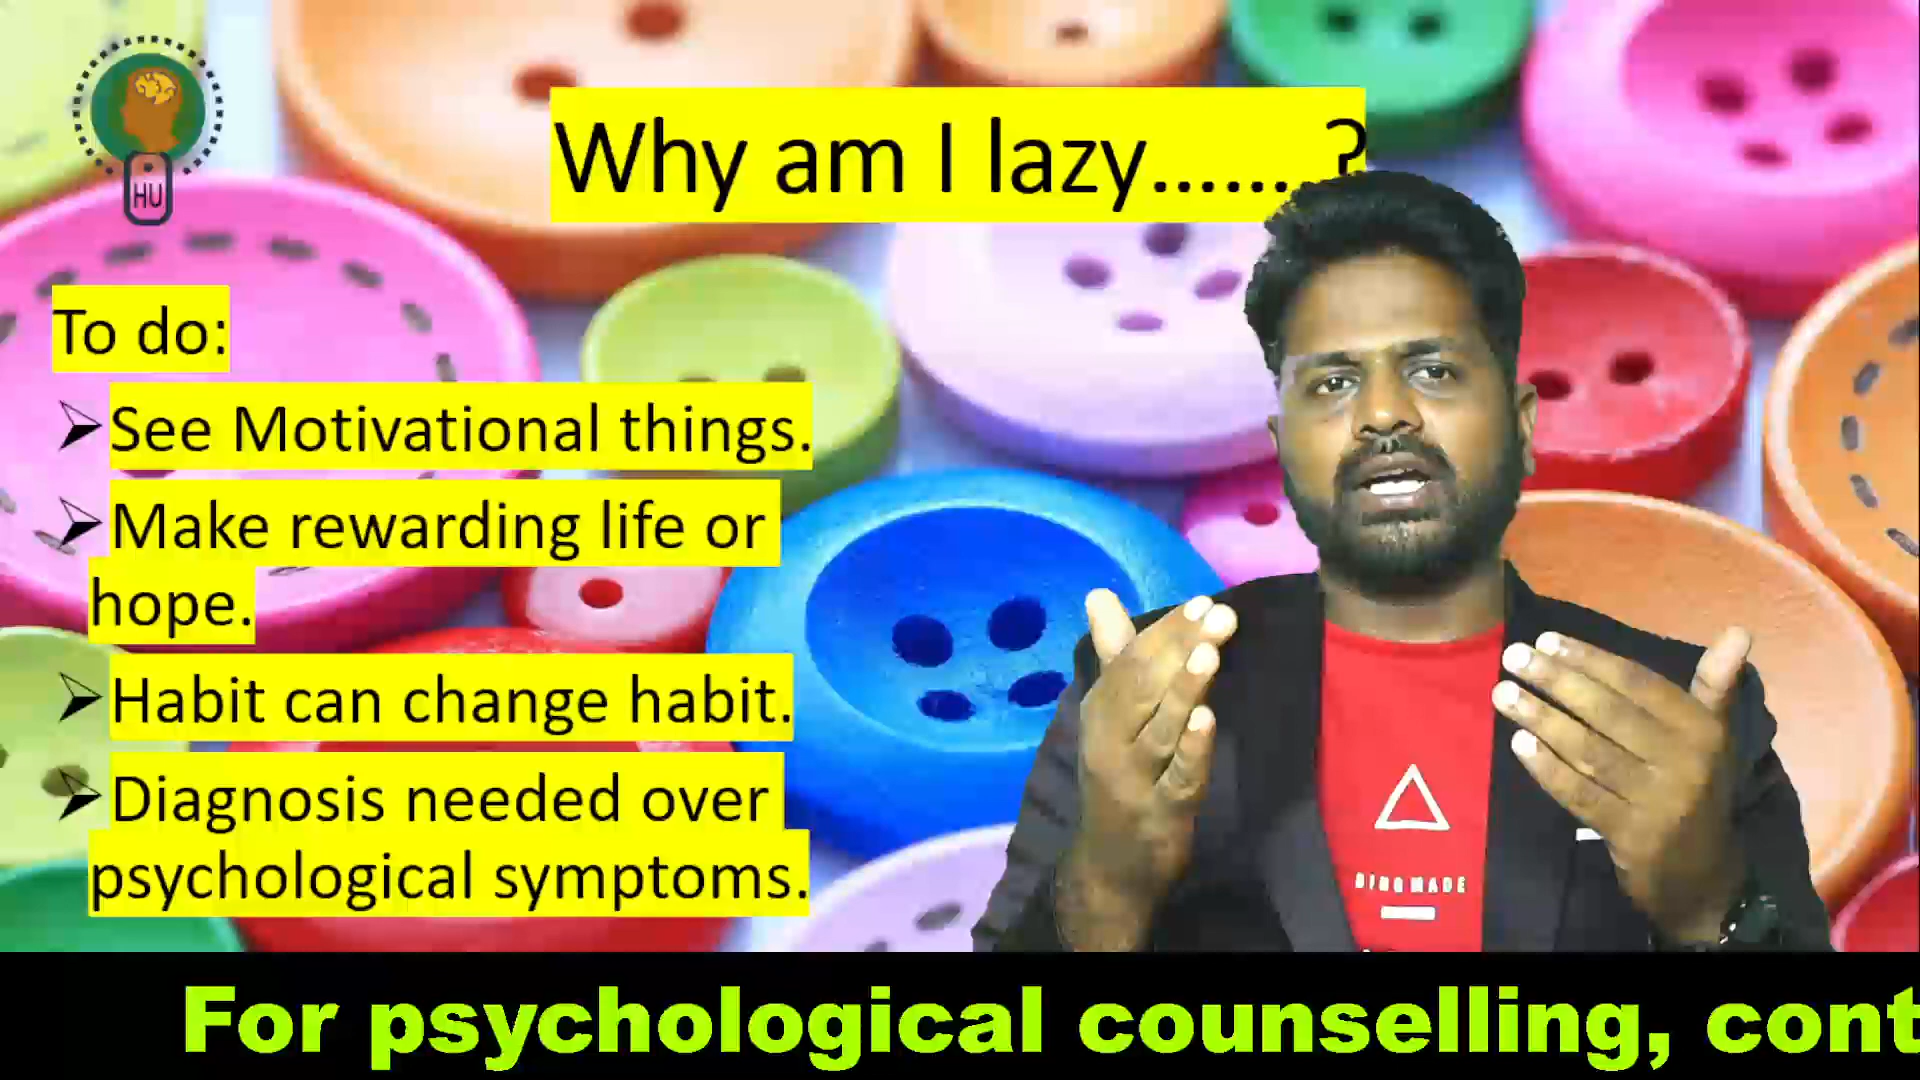 HU
Why am I lazy.......?
To do:
See Motivational things.
Make rewarding life or
hope.
Habit can change habit.
Diagnosis needed over
psychological symptoms.
MADE
For psychological counselling, cont